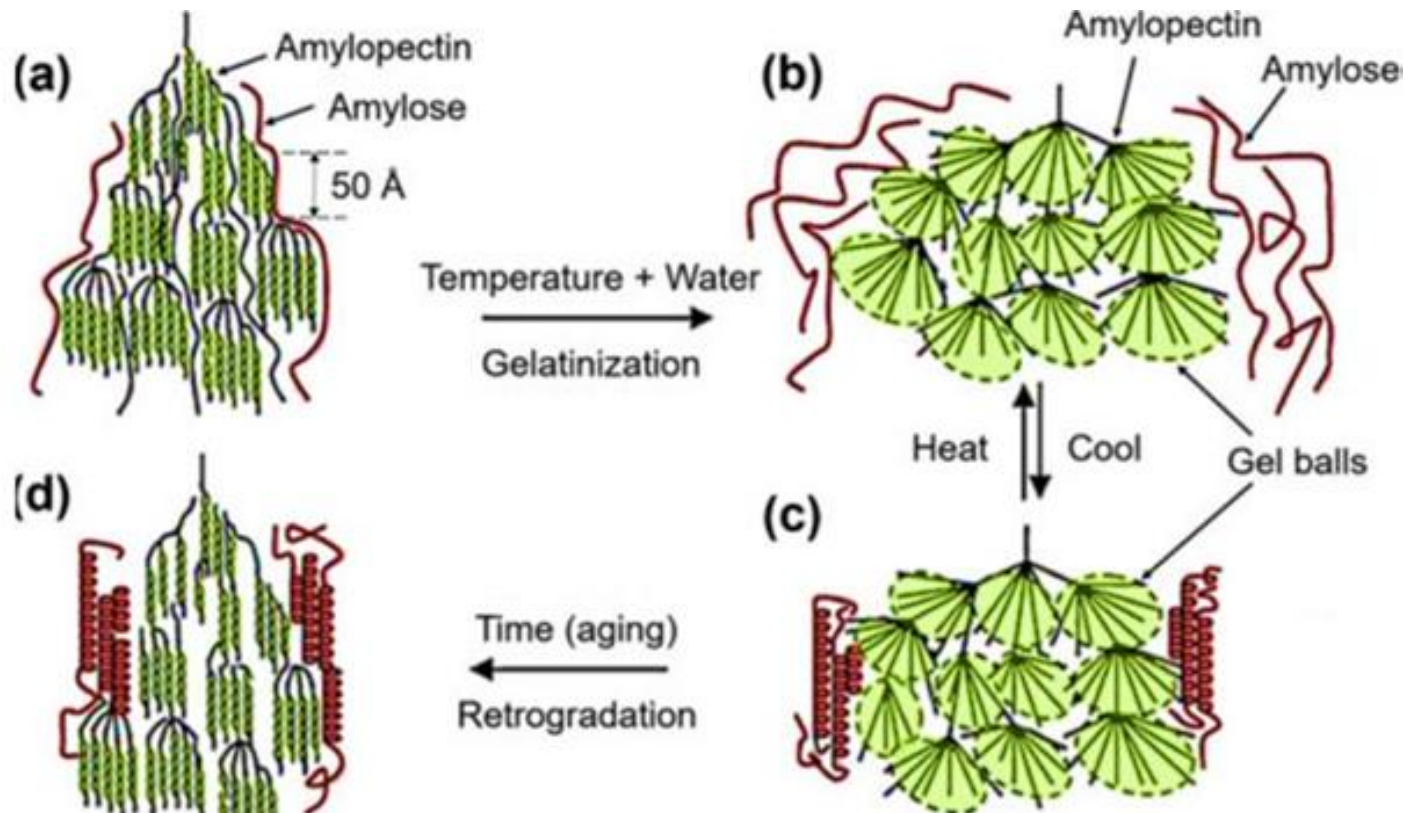 (a)
Amylopectin
Amylose
50 Å
Temperature + Water
Gelatinization
(b)
Amylopectin
Amylose
Heat
Cool
Gel balls
(d)
Time (aging)
Retrogradation
(c)